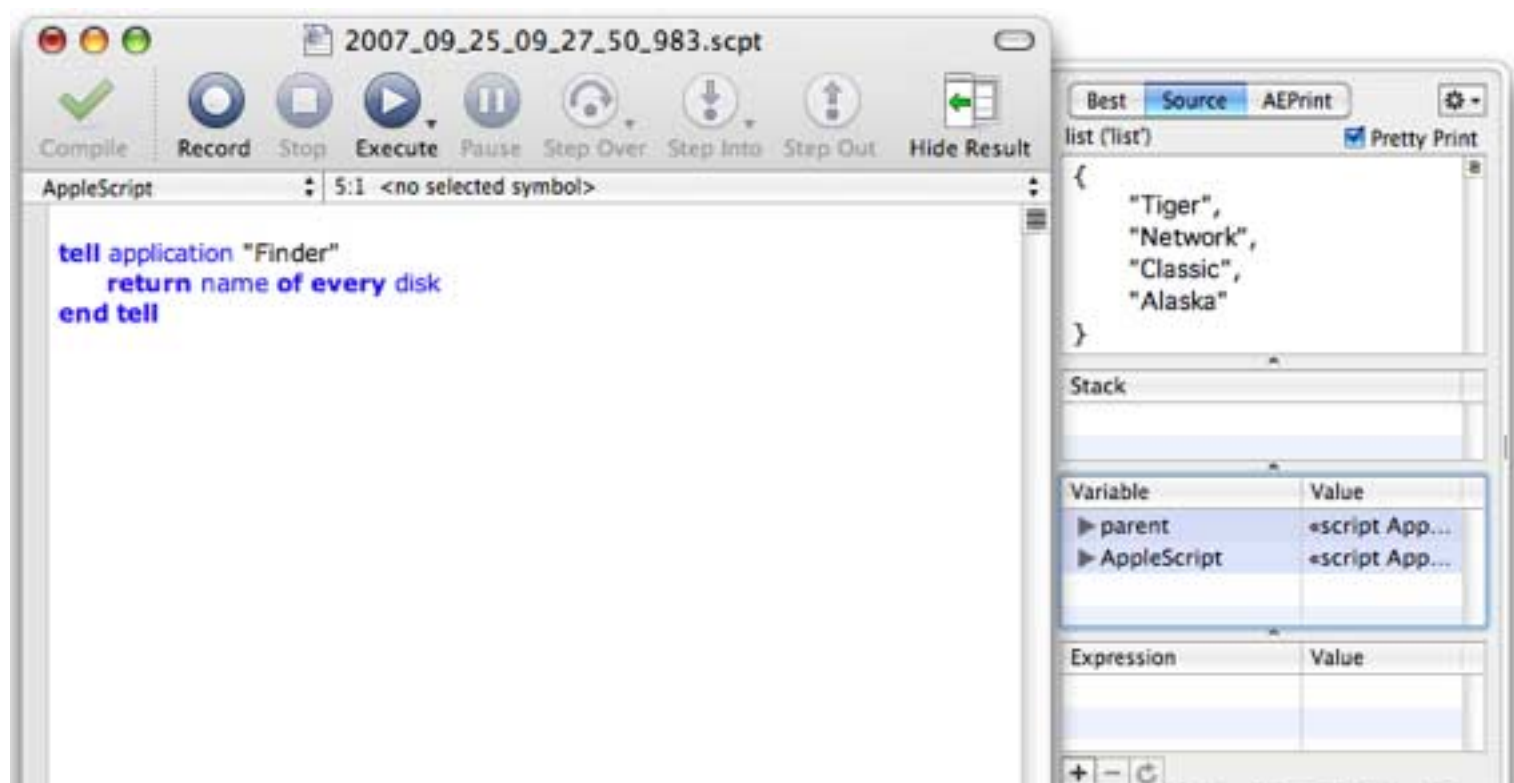 2007_09_25_09_27_50_983.scpt
Compile Record Stop Execute Pause Step Over Step Into Step Out Hide Result
AppleScript 5:1 <no selected symbol>
tell application "Finder"
return name of every disk
end tell
Best Source AEPrint
list ('list') Pretty Print
{
"Tiger",
"Network",
"Classic",
"Alaska"
}
Stack
Variable Value
parent «script App...
AppleScript «script App...
Expression Value